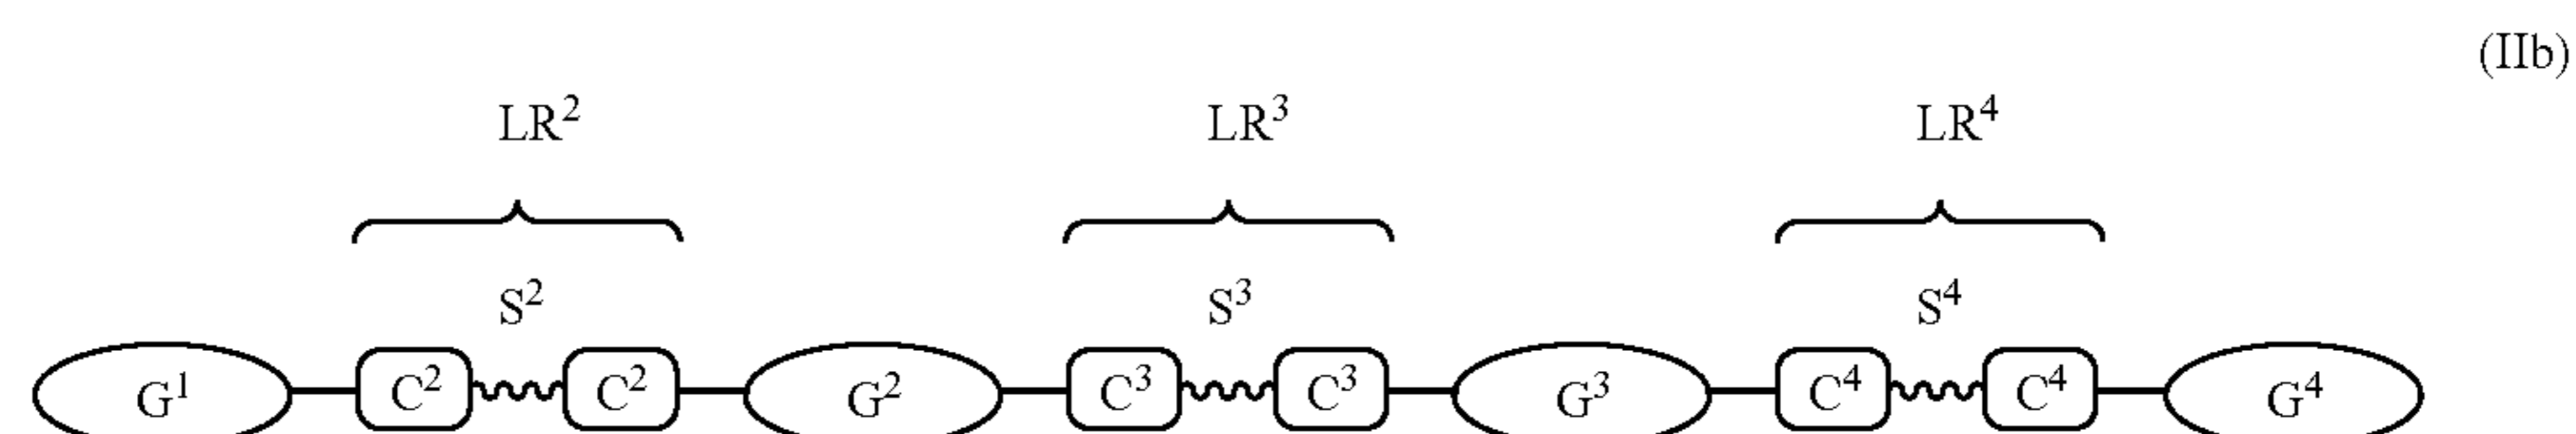 (IIb)
LR² LR³ LR⁴
S² S³ S⁴
G¹ C² C² G² C³ C³ G³ C⁴ C⁴ G⁴